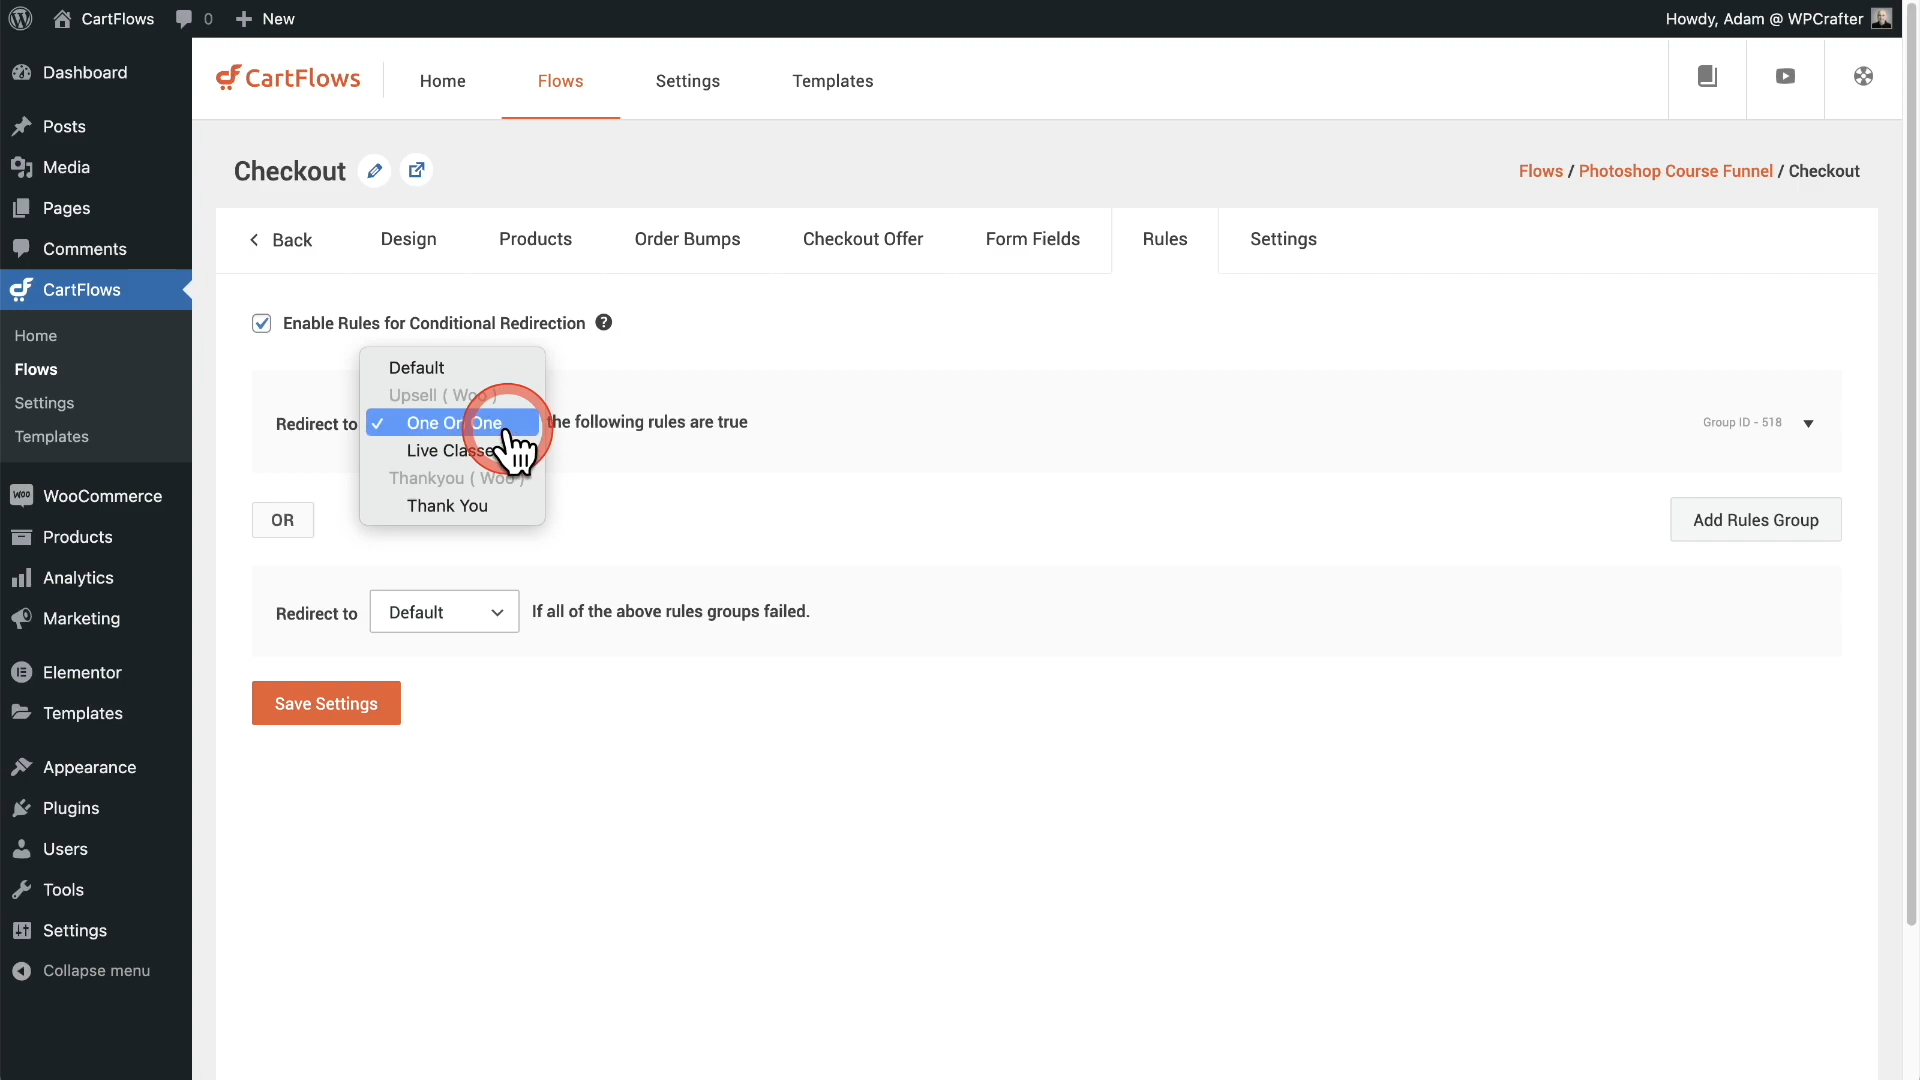 CartFlows
0
New
Howdy, Adam @ WPCrafter
Dashboard
Posts
Media
Pages
Comments
CartFlows
Home
Flows
Settings
Templates
WooCommerce
Products
Analytics
Marketing
Elementor
Templates
Appearance
Plugins
Users
Tools
Settings
Collapse menu
CartFlows
Home
Flows
Settings
Templates
Checkout
Flows / Photoshop Course Funnel / Checkout
Back
Design
Products
Order Bumps
Checkout Offer
Form Fields
Rules
Settings
Enable Rules for Conditional Redirection ?
Default
Upsell ( Woo )
Redirect to
✓ One On One
the following rules are true
Group ID - 518
Live Classe
Thankyou ( Woo )
Thank You
OR
Add Rules Group
Redirect to
Default
If all of the above rules groups failed.
Save Settings